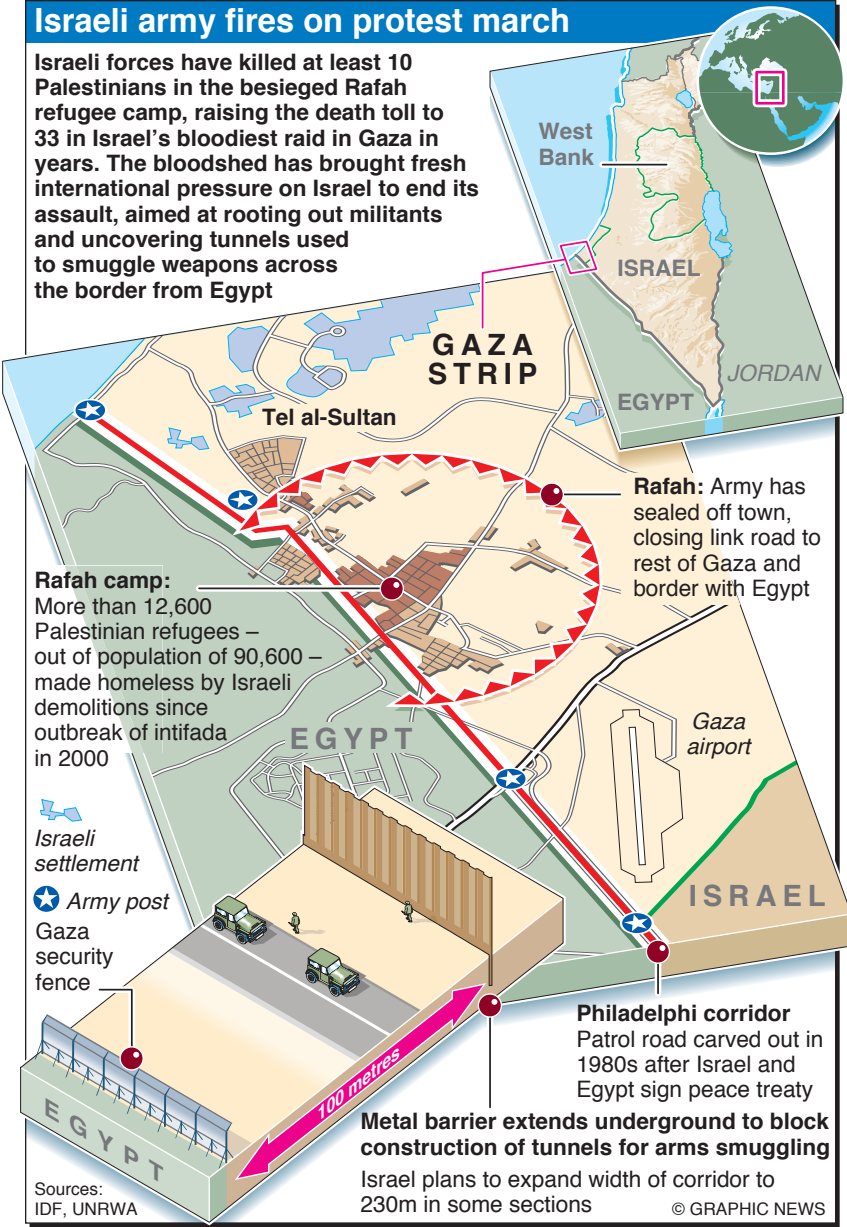 Israeli army fires on protest march
Israeli forces have killed at least 10
Palestinians in the besieged Rafah
refugee camp, raising the death toll to
33 in Israel's bloodiest raid in Gaza in
years. The bloodshed has brought fresh
international pressure on Israel to end its
assault, aimed at rooting out militants
and uncovering tunnels used
to smuggle weapons across
the border from Egypt
West
Bank
ISRAEL
JORDAN
EGYPT
GAZA
STRIP
Tel al-Sultan
Rafah: Army has
sealed off town,
closing link road to
rest of Gaza and
border with Egypt
Rafah camp:
More than 12,600
Palestinian refugees –
out of population of 90,600 –
made homeless by Israeli
demolitions since
outbreak of intifada
in 2000
EGYPT
Gaza
airport
ISRAEL
Israeli
settlement
Army post
Gaza
security
fence
100 metres
EGYPT
Philadelphi corridor
Patrol road carved out in
1980s after Israel and
Egypt sign peace treaty
Metal barrier extends underground to block
construction of tunnels for arms smuggling
Israel plans to expand width of corridor to
230m in some sections
Sources:
IDF, UNRWA
© GRAPHIC NEWS